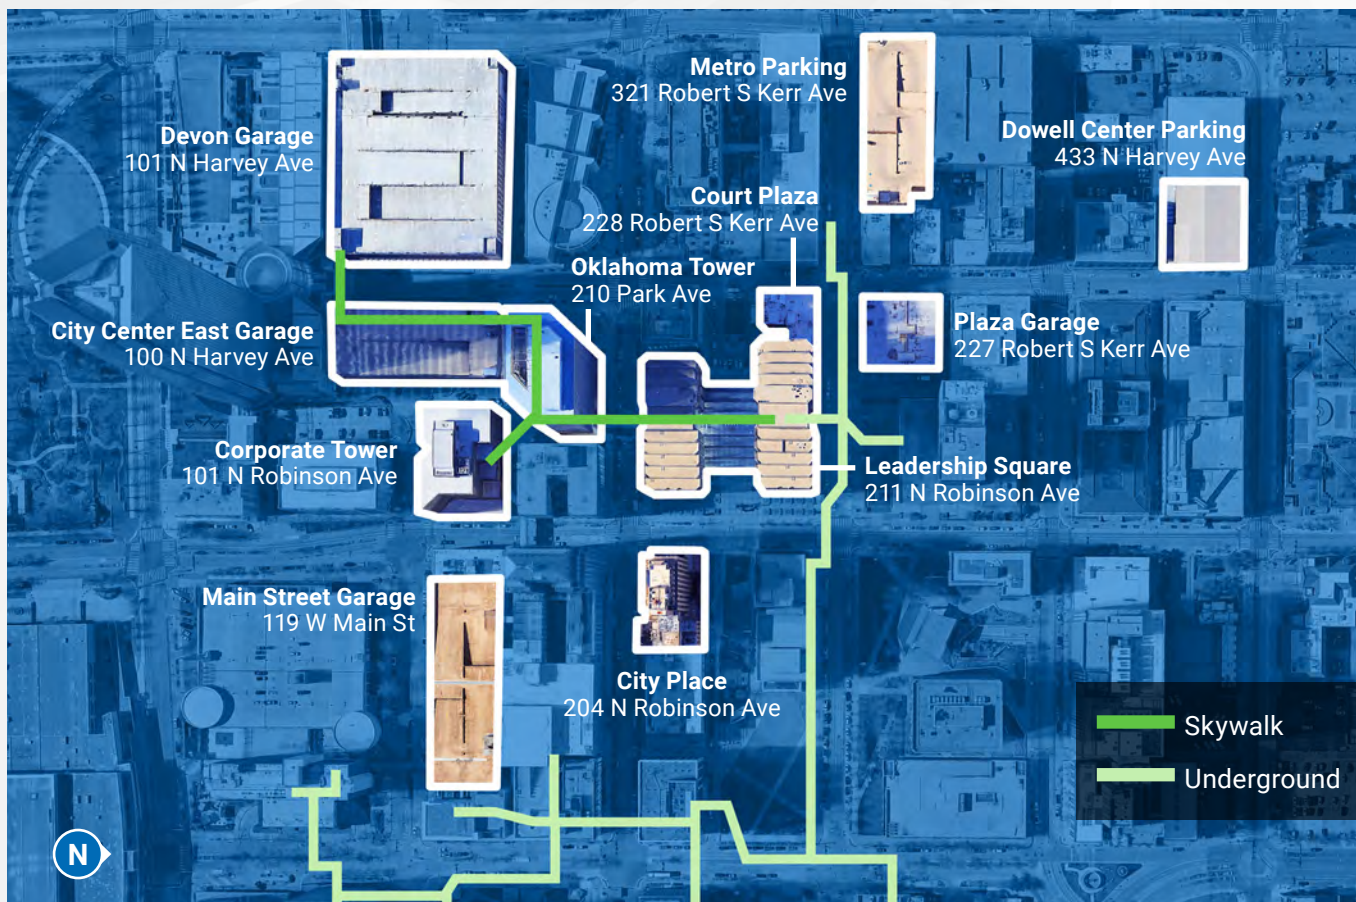 Metro Parking
321 Robert S Kerr Ave
Devon Garage
101 N Harvey Ave
Dowell Center Parking
433 N Harvey Ave
Court Plaza
228 Robert S Kerr Ave
Oklahoma Tower
210 Park Ave
City Center East Garage
100 N Harvey Ave
Plaza Garage
227 Robert S Kerr Ave
Corporate Tower
101 N Robinson Ave
Leadership Square
211 N Robinson Ave
Main Street Garage
119 W Main St
City Place
204 N Robinson Ave
Skywalk
Underground
N